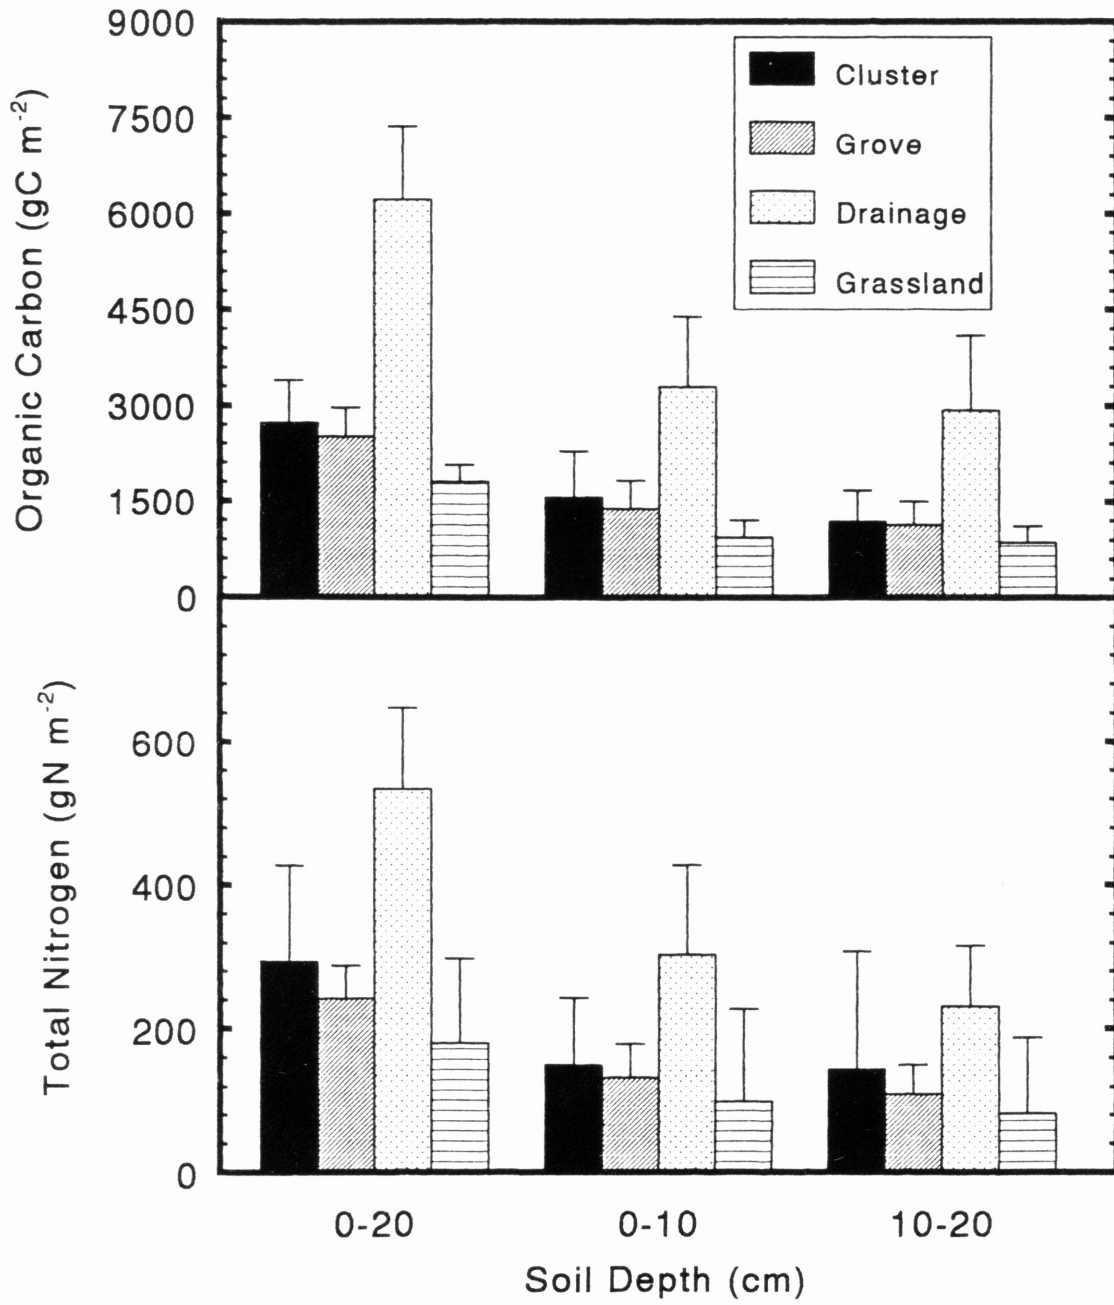 Organic Carbon (gC m⁻²)
9000
7500
6000
4500
3000
1500
0
Cluster
Grove
Drainage
Grassland
Total Nitrogen (gN m⁻²)
600
400
200
0
0-20
0-10
10-20
Soil Depth (cm)